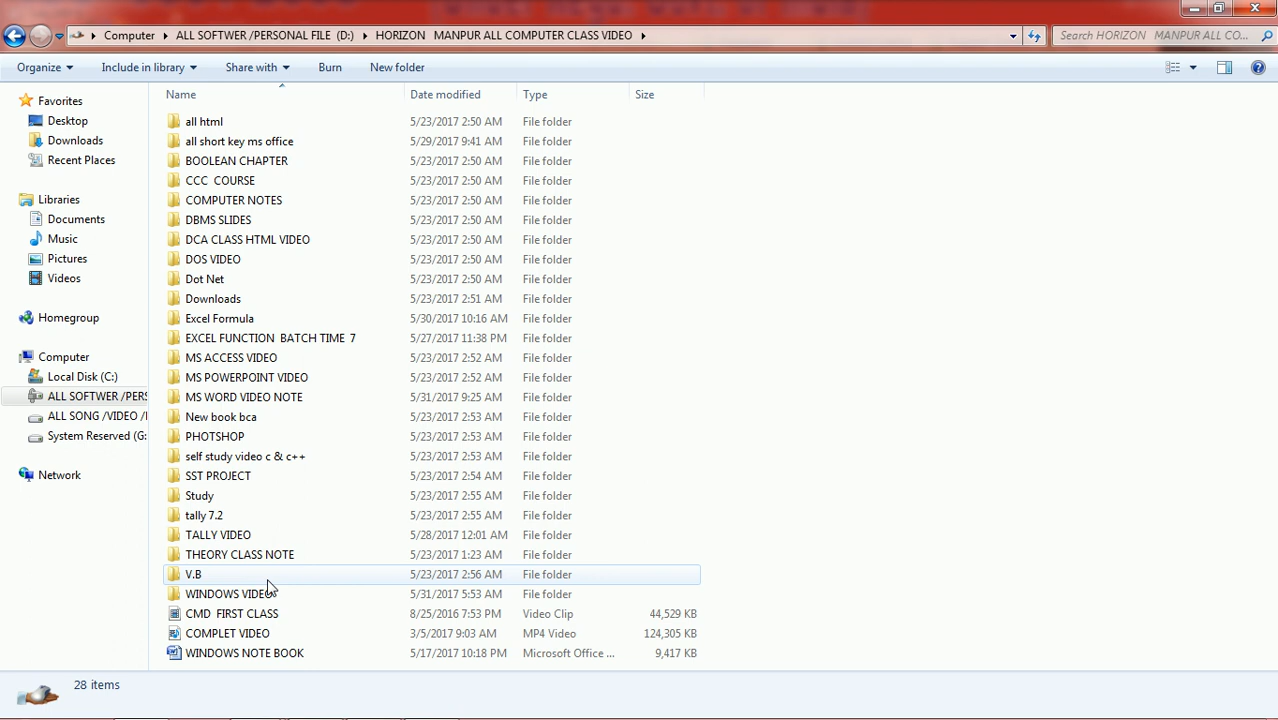 Computer ALL SOFTWER /PERSONAL FILE (D:) HORIZON MANPUR ALL COMPUTER CLASS VIDEO Search HORIZON MANPUR ALL CO...
Organize Include in library Share with Burn New folder
Name Date modified Type Size
Favorites
Desktop
Downloads
Recent Places
Libraries
Documents
Music
Pictures
Videos
Homegroup
Computer
Local Disk (C:)
ALL SOFTWER /PERS
ALL SONG /VIDEO /I
System Reserved (G:
Network
all html 5/23/2017 2:50 AM File folder
all short key ms office 5/29/2017 9:41 AM File folder
BOOLEAN CHAPTER 5/23/2017 2:50 AM File folder
CCC COURSE 5/23/2017 2:50 AM File folder
COMPUTER NOTES 5/23/2017 2:50 AM File folder
DBMS SLIDES 5/23/2017 2:50 AM File folder
DCA CLASS HTML VIDEO 5/23/2017 2:50 AM File folder
DOS VIDEO 5/23/2017 2:50 AM File folder
Dot Net 5/23/2017 2:50 AM File folder
Downloads 5/23/2017 2:51 AM File folder
Excel Formula 5/30/2017 10:16 AM File folder
EXCEL FUNCTION BATCH TIME 7 5/27/2017 11:38 PM File folder
MS ACCESS VIDEO 5/23/2017 2:52 AM File folder
MS POWERPOINT VIDEO 5/23/2017 2:52 AM File folder
MS WORD VIDEO NOTE 5/31/2017 9:25 AM File folder
New book bca 5/23/2017 2:53 AM File folder
PHOTSHOP 5/23/2017 2:53 AM File folder
self study video c & c++ 5/23/2017 2:53 AM File folder
SST PROJECT 5/23/2017 2:54 AM File folder
Study 5/23/2017 2:55 AM File folder
tally 7.2 5/23/2017 2:55 AM File folder
TALLY VIDEO 5/28/2017 12:01 AM File folder
THEORY CLASS NOTE 5/23/2017 1:23 AM File folder
V.B 5/23/2017 2:56 AM File folder
WINDOWS VIDEO 5/31/2017 5:53 AM File folder
CMD FIRST CLASS 8/25/2016 7:53 PM Video Clip 44,529 KB
COMPLET VIDEO 3/5/2017 9:03 AM MP4 Video 124,305 KB
WINDOWS NOTE BOOK 5/17/2017 10:18 PM Microsoft Office ... 9,417 KB
28 items